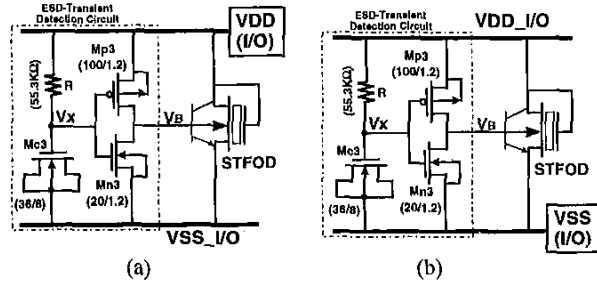 ESD-Transient
Detection Circuit
VDD
(I/O)
Mp3
(100/1.2)
R
(55.3KΩ)
VX
VB
Mc3
STFOD
Mn3
(20/1.2)
(36/8)
VSS_I/O
(a)
ESD-Transient
Detection Circuit
VDD_I/O
Mp3
(100/1.2)
R
(55.3KΩ)
VX
VB
Mc3
STFOD
Mn3
(20/1.2)
(36/8)
VSS
(I/O)
(b)